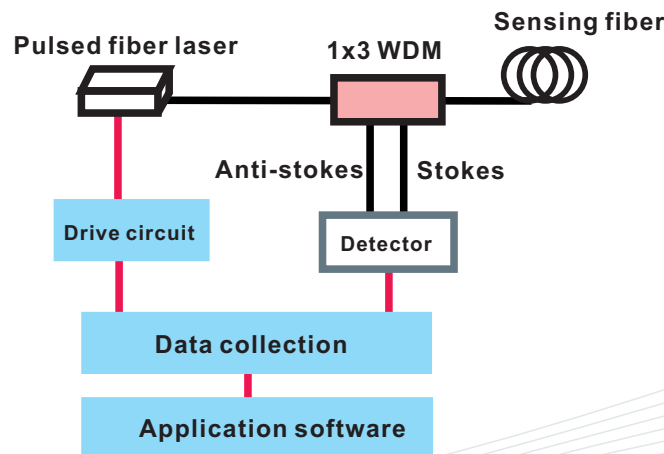 Sensing fiber
Pulsed fiber laser
1x3 WDM
Anti-stokes
Stokes
Drive circuit
Detector
Data collection
Application software